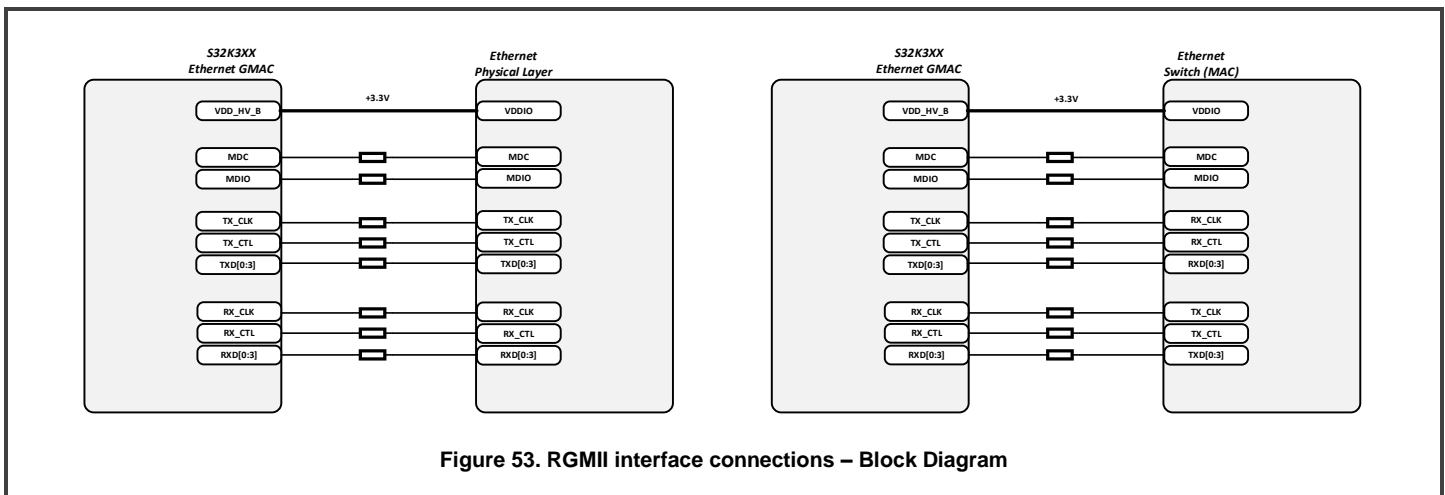 S32K3XX
Ethernet GMAC
Ethernet
Physical Layer
+3.3V
VDD_HV_B
VDDIO
MDC
MDC
MDIO
MDIO
TX_CLK
TX_CLK
TX_CTL
TX_CTL
TXD[0:3]
TXD[0:3]
RX_CLK
RX_CLK
RX_CTL
RX_CTL
RXD[0:3]
RXD[0:3]
S32K3XX
Ethernet GMAC
Ethernet
Switch (MAC)
+3.3V
VDD_HV_B
VDDIO
MDC
MDC
MDIO
MDIO
TX_CLK
RX_CLK
TX_CTL
RX_CTL
TXD[0:3]
RXD[0:3]
RX_CLK
TX_CLK
RX_CTL
TX_CTL
RXD[0:3]
TXD[0:3]
Figure 53. RGMII interface connections – Block Diagram